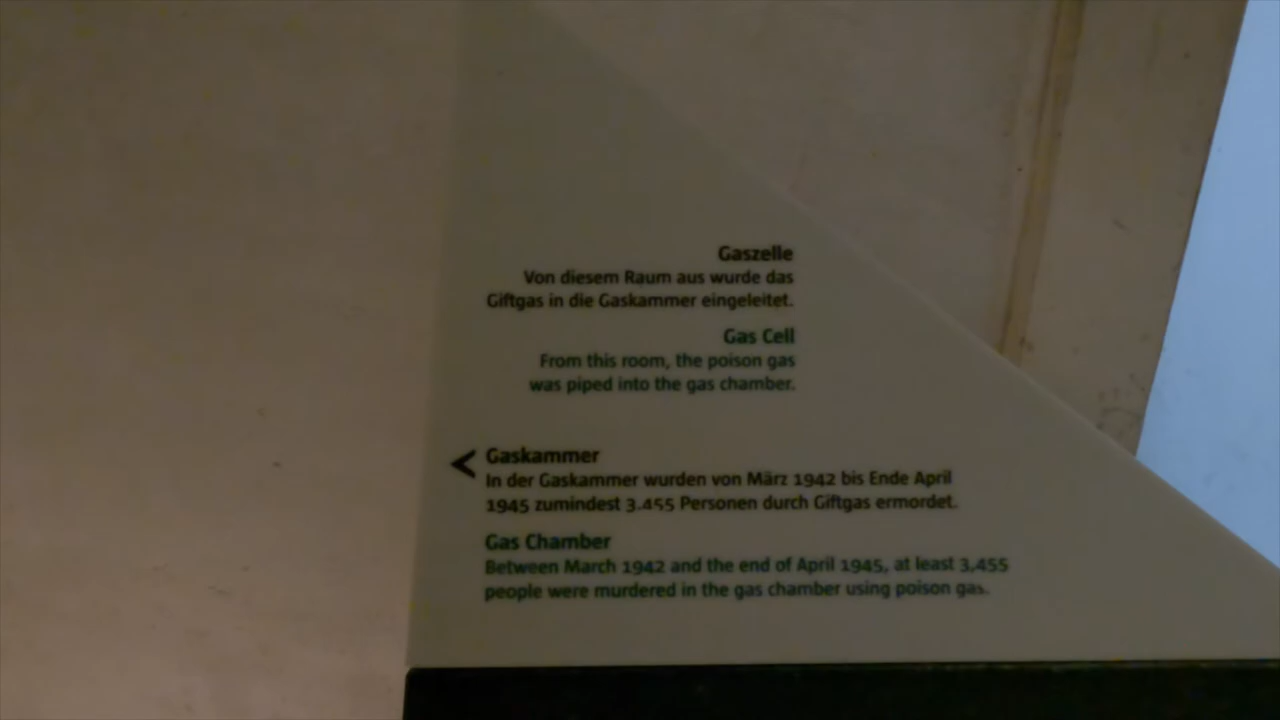 Gaszelle
Von diesem Raum aus wurde das
Giftgas in die Gaskammer eingeleitet.
Gas Cell
From this room, the poison gas
was piped into the gas chamber.
< Gaskammer
In der Gaskammer wurden von März 1942 bis Ende April
1945 zumindest 3.455 Personen durch Giftgas ermordet.
Gas Chamber
Between March 1942 and the end of April 1945, at least 3,455
people were murdered in the gas chamber using poison gas.